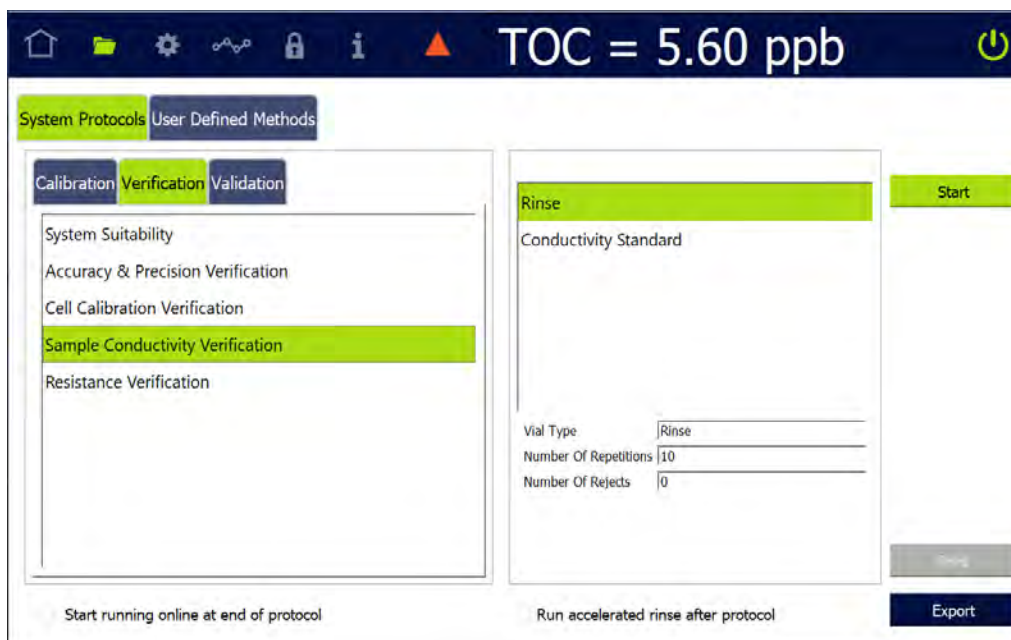 TOC = 5.60 ppb
System Protocols User Defined Methods
Calibration Verification Validation
System Suitability
Accuracy & Precision Verification
Cell Calibration Verification
Sample Conductivity Verification
Resistance Verification
Rinse
Conductivity Standard
Vial Type Rinse
Number Of Repetitions 10
Number Of Rejects 0
Start
Export
Start running online at end of protocol
Run accelerated rinse after protocol